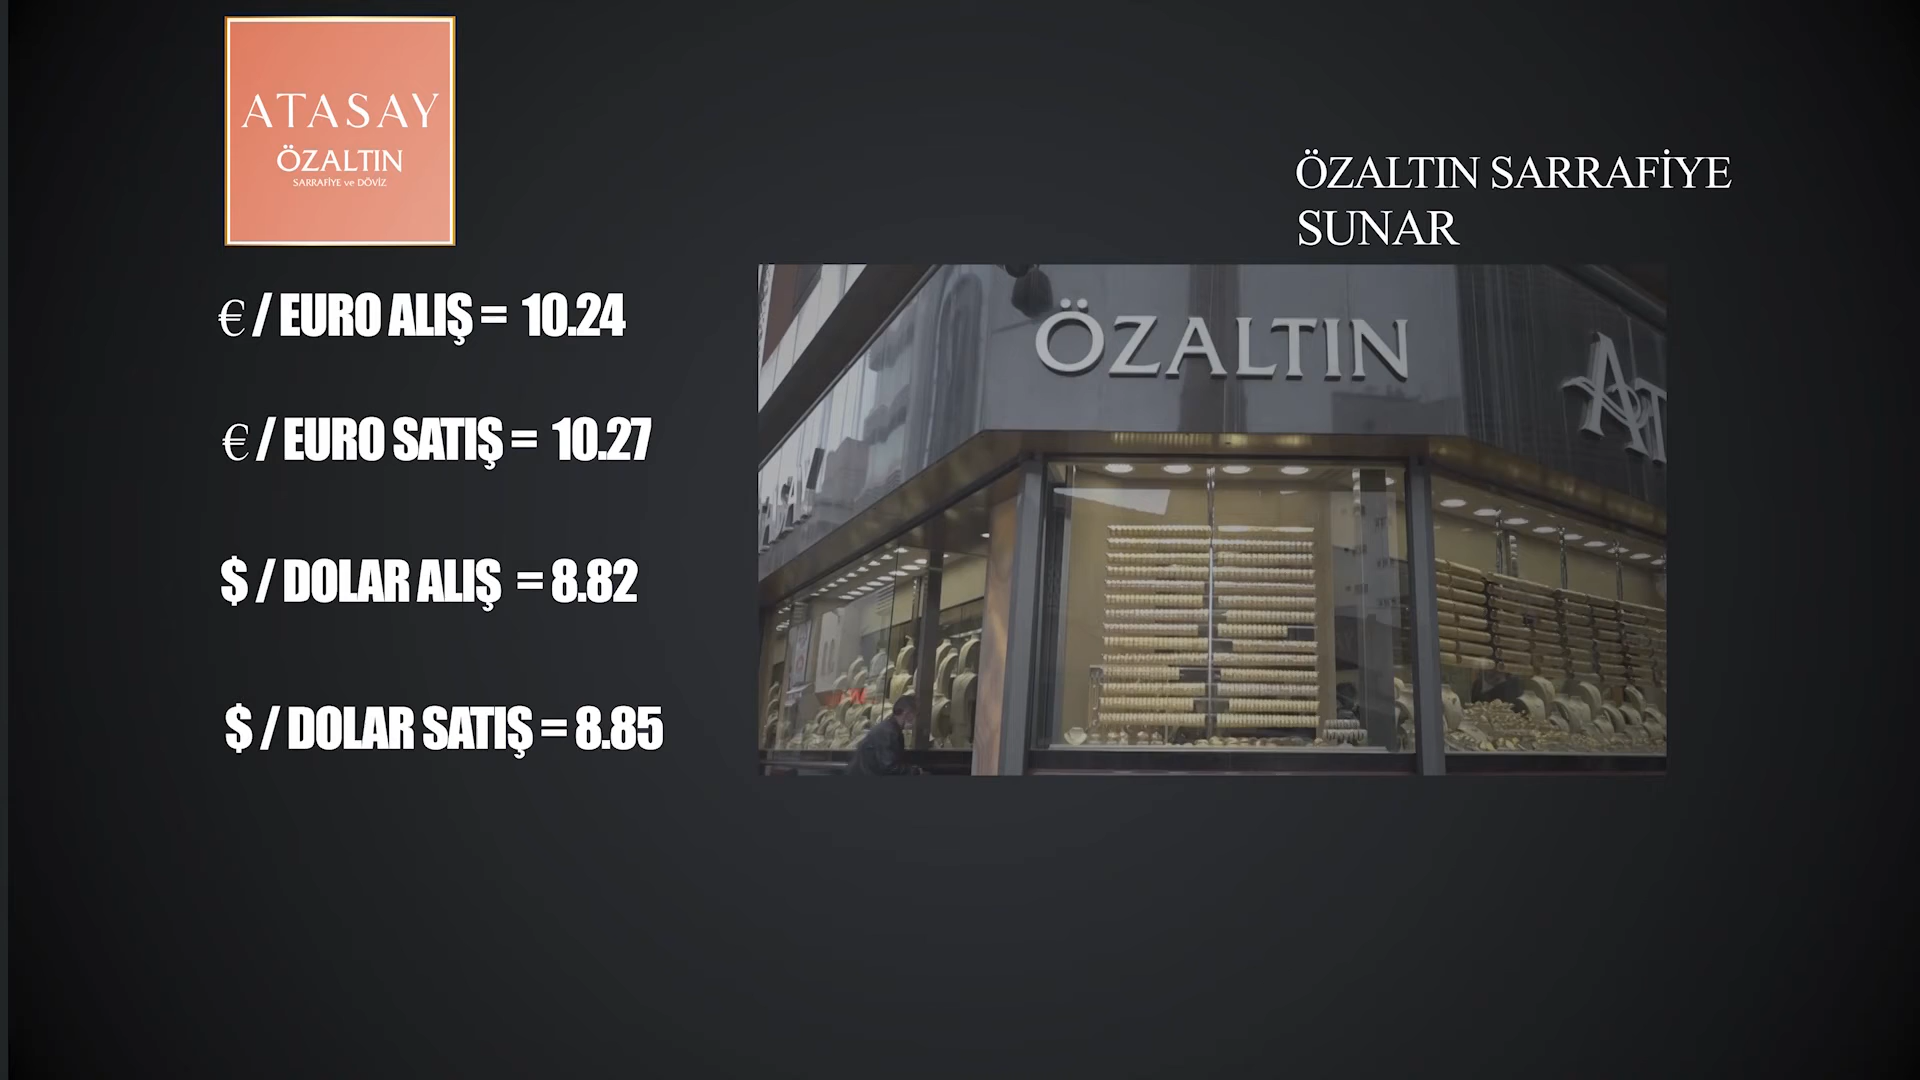 ATASAY
ÖZALTIN
SARRAFİYE ve DÖVİZ
ÖZALTIN SARRAFİYE
SUNAR
€ / EURO ALIŞ = 10.24
€ / EURO SATIŞ = 10.27
$ / DOLAR ALIŞ = 8.82
$ / DOLAR SATIŞ = 8.85
ÖZALTIN
AT